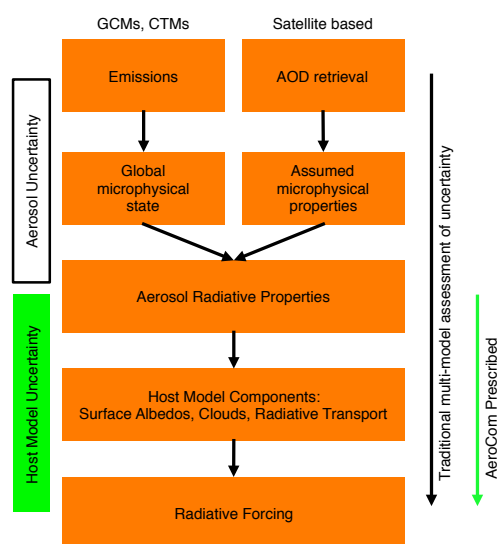 GCMs, CTMs
Satellite based
Emissions
AOD retrieval
Global
microphysical
state
Assumed
microphysical
properties
Aerosol Radiative Properties
Host Model Components:
Surface Albedos, Clouds, Radiative Transport
Radiative Forcing
Aerosol Uncertainty
Host Model Uncertainty
Traditional multi-model assessment of uncertainty
AeroCom Prescribed